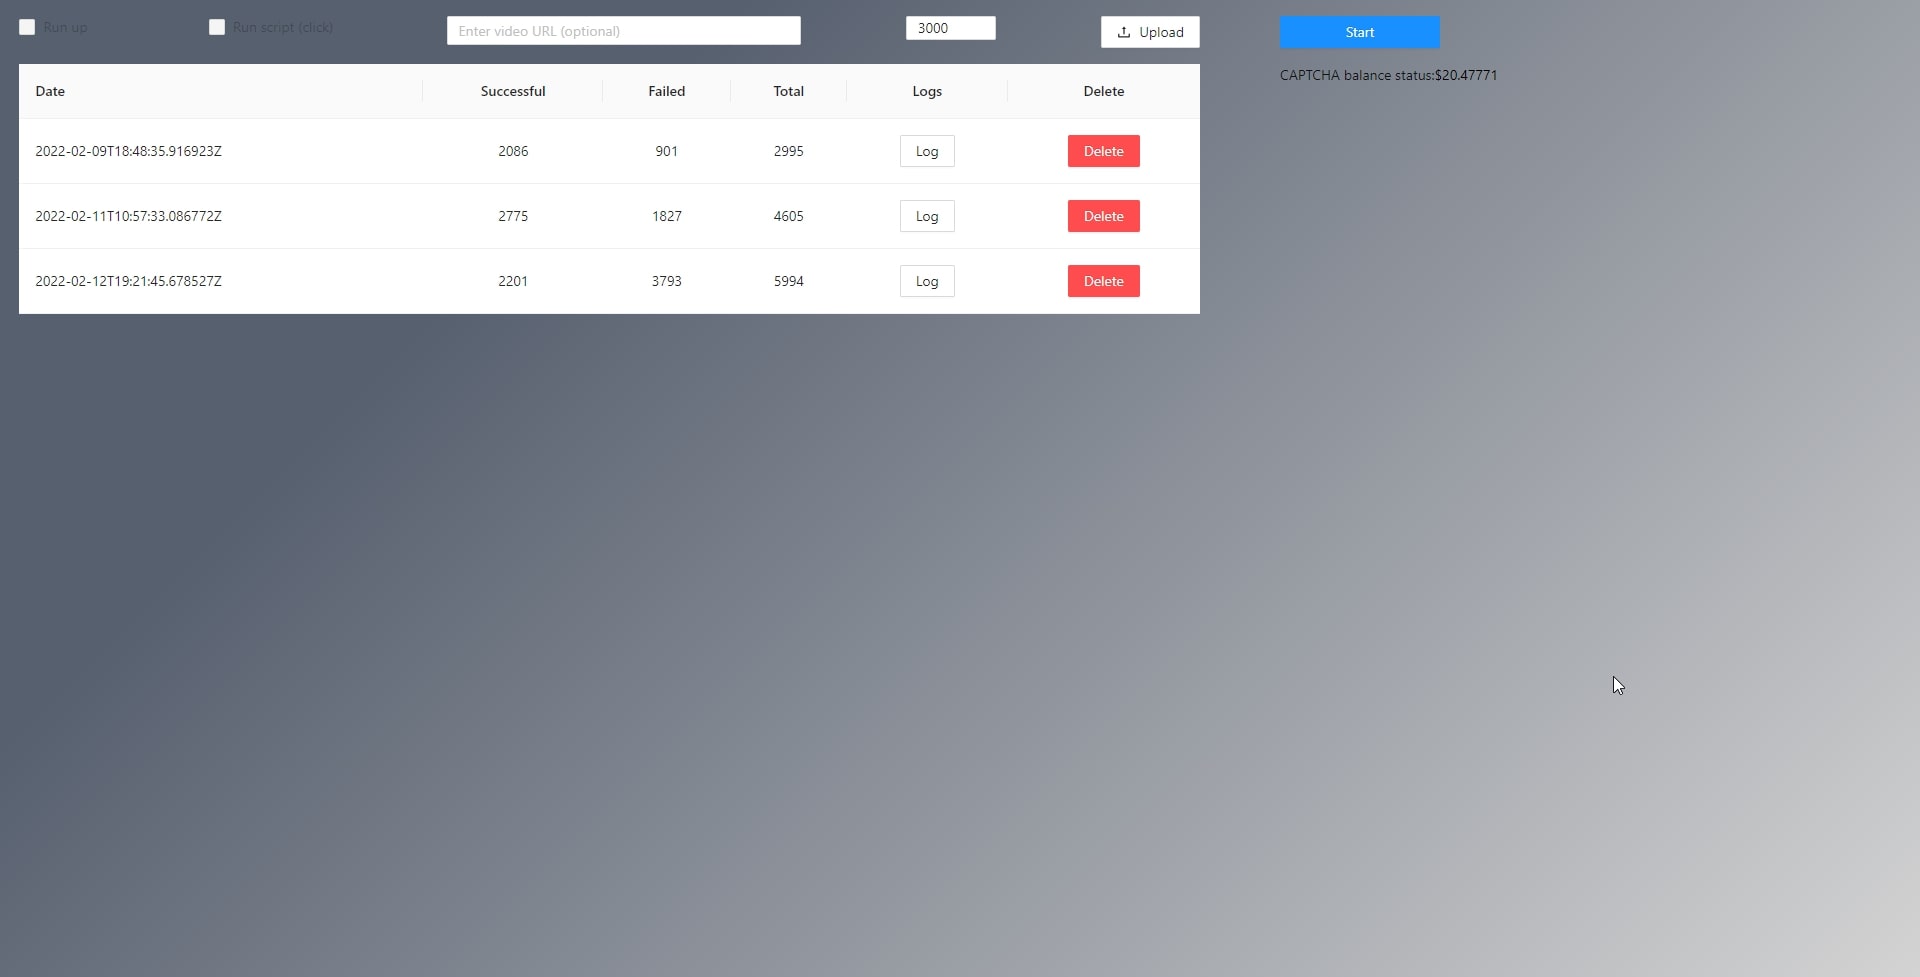 Run up Run script (click) Enter video URL (optional) 3000 Upload Start
CAPTCHA balance status:$20.47771
Date Successful Failed Total Logs Delete
2022-02-09T18:48:35.916923Z 2086 901 2995 Log Delete
2022-02-11T10:57:33.086772Z 2775 1827 4605 Log Delete
2022-02-12T19:21:45.678527Z 2201 3793 5994 Log Delete